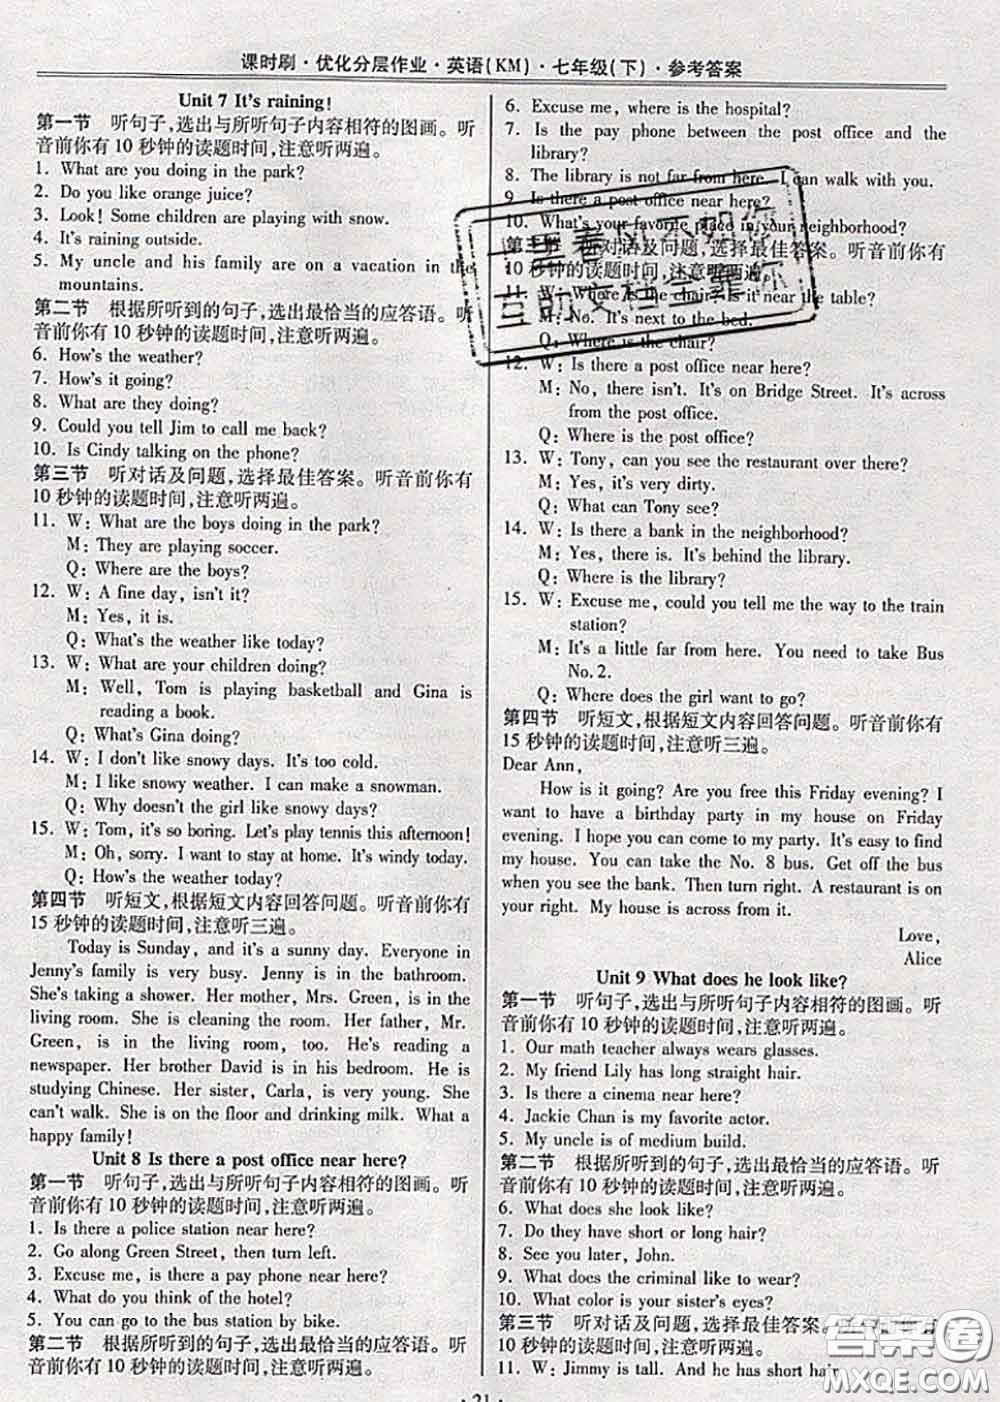 课时刷·优化分层作业·英语(KM)·七年级(下)·参考答案
Unit 7 It's raining!
第一节 听句子,选出与所听句子内容相符的图画。听
音前你有10秒钟的读题时间,注意听两遍。
1. What are you doing in the park?
2. Do you like orange juice?
3. Look! Some children are playing with snow.
4. It's raining outside.
5. My uncle and his family are on a vacation in the
mountains.
第二节 根据所听到的句子,选出最恰当的应答语。听
音前你有10秒钟的读题时间,注意听两遍。
6. How's the weather?
7. How's it going?
8. What are they doing?
9. Could you tell Jim to call me back?
10. Is Cindy talking on the phone?
第三节 听对话及问题,选择最佳答案。听音前你有
10秒钟的读题时间,注意听两遍。
11. W: What are the boys doing in the park?
M: They are playing soccer.
Q: Where are the boys?
12. W: A fine day, isn't it?
M: Yes, it is.
Q: What's the weather like today?
13. W: What are your children doing?
M: Well, Tom is playing basketball and Gina is
reading a book.
Q: What's Gina doing?
14. W: I don't like snowy days. It's too cold.
M: I like snowy weather. I can make a snowman.
Q: Why doesn't the girl like snowy days?
15. W: Tom, it's so boring. Let's play tennis this afternoon!
M: Oh, sorry. I want to stay at home. It's windy today.
Q: How's the weather today?
第四节 听短文,根据短文内容回答问题。听音前你有
15秒钟的读题时间,注意听三遍。
Today is Sunday, and it's a sunny day. Everyone in
Jenny's family is very busy. Jenny is in the bathroom.
She's taking a shower. Her mother, Mrs. Green, is in the
living room. She is cleaning the room. Her father, Mr.
Green, is in the living room, too. He's reading a
newspaper. Her brother David is in his bedroom. He is
studying Chinese. Her sister, Carla, is very young. She
can't walk. She is on the floor and drinking milk. What a
happy family!
Unit 8 Is there a post office near here?
第一节 听句子,选出与所听句子内容相符的图画。听
音前你有10秒钟的读题时间,注意听两遍。
1. Is there a police station near here?
2. Go along Green Street, then turn left.
3. Excuse me, is there a pay phone near here?
4. What do you think of the hotel?
5. You can go to the bus station by bike.
第二节 根据所听到的句子,选出最恰当的应答语。听
音前你有10秒钟的读题时间,注意听两遍。
6. Excuse me, where is the hospital?
7. Is the pay phone between the post office and the
library?
8. The library is not far from here. I can walk with you.
9. Is there a post office near here?
10. What's your favorite place in your neighborhood?
第三节 听对话及问题,选择最佳答案。听音前你有
10秒钟的读题时间,注意听两遍。
11. W: Where is the chair? Is it near the table?
M: No. It's next to the bed.
Q: Where is the chair?
12. W: Is there a post office near here?
M: No, there isn't. It's on Bridge Street. It's across
from the post office.
Q: Where is the post office?
13. W: Tony, can you see the restaurant over there?
M: Yes, it's very dirty.
Q: What can Tony see?
14. W: Is there a bank in the neighborhood?
M: Yes, there is. It's behind the library.
Q: Where is the library?
15. W: Excuse me, could you tell me the way to the train
station?
M: It's a little far from here. You need to take Bus
No. 2.
Q: Where does the girl want to go?
第四节 听短文,根据短文内容回答问题。听音前你有
15秒钟的读题时间,注意听三遍。
Dear Ann,
How is it going? Are you free this Friday evening? I
want to have a birthday party in my house on Friday
evening. I hope you can come to my party. It's easy to find
my house. You can take the No. 8 bus. Get off the bus
when you see the bank. Then turn right. A restaurant is on
your right. My house is across from it.
Love,
Alice
Unit 9 What does he look like?
第一节 听句子,选出与所听句子内容相符的图画。听
音前你有10秒钟的读题时间,注意听两遍。
1. Our math teacher always wears glasses.
2. My friend Lily has long straight hair.
3. Is there a cinema near here?
4. Jackie Chan is my favorite actor.
5. My uncle is of medium build.
第二节 根据所听到的句子,选出最恰当的应答语。听
音前你有10秒钟的读题时间,注意听两遍。
6. What does she look like?
7. Do they have short or long hair?
8. See you later, John.
9. What does the criminal like to wear?
10. What color is your sister's eyes?
第三节 听对话及问题,选择最佳答案。听音前你有
10秒钟的读题时间,注意听两遍。
11. W: Jimmy is tall. And he has short hair.
·21·
答案圈
MXQE.COM